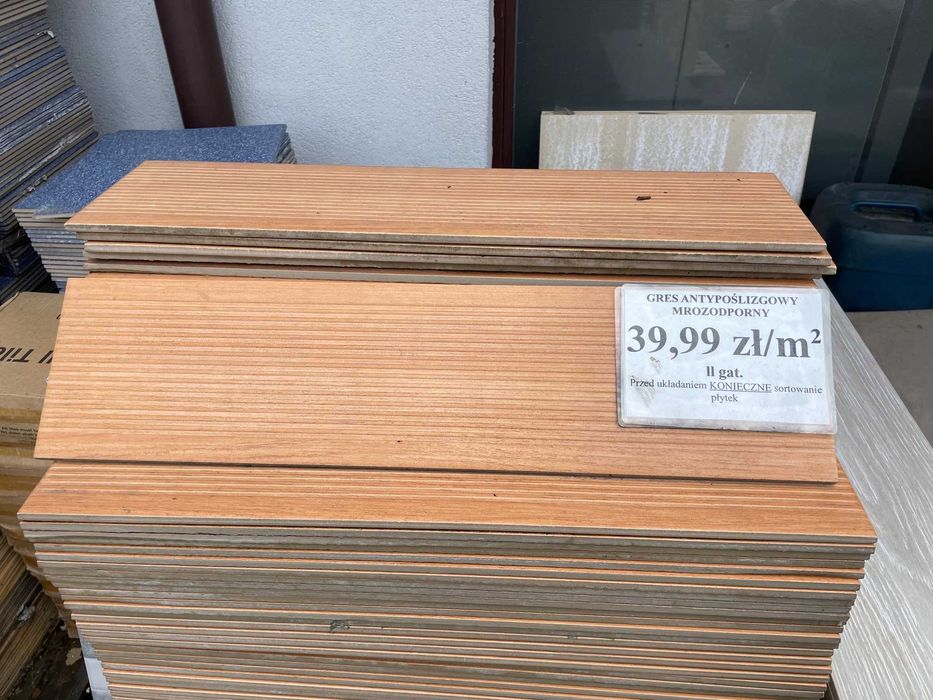 GRES ANTYPOŚLIZGOWY
MROZODPORNY
39,99 zł/m²
II gat.
Przed układaniem KONIECZNE sortowanie
płytek